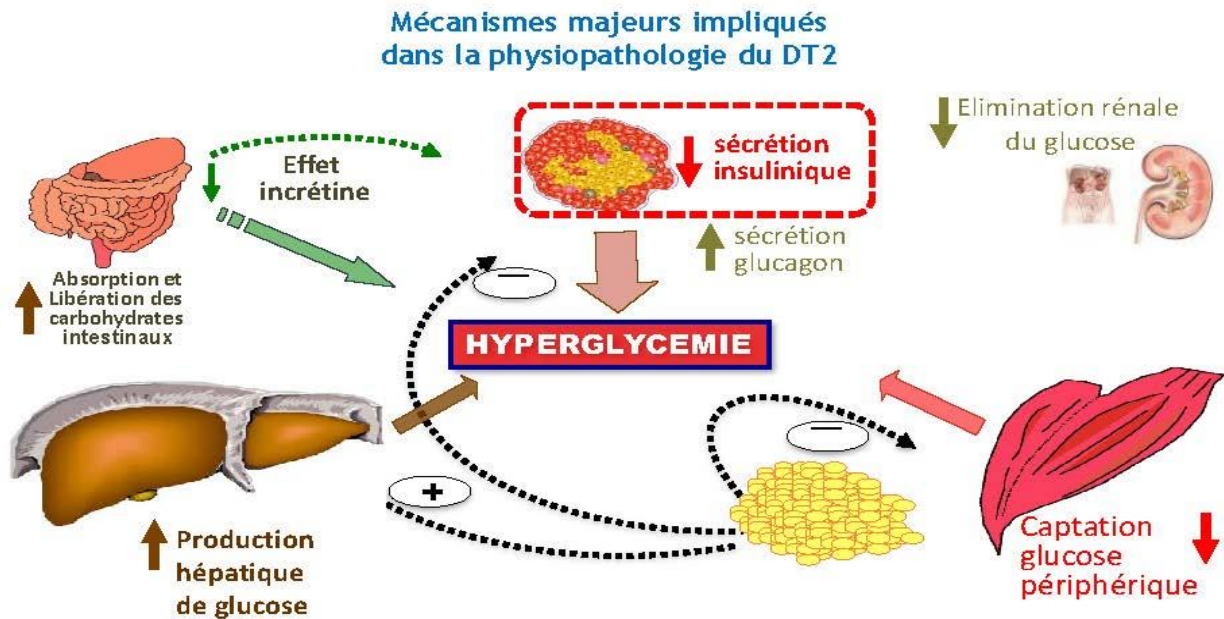 Mécanismes majeurs impliqués
dans la physiopathologie du DT2
Effet
incrétine
sécrétion
insulinique
sécrétion
glucagon
Elimination rénale
du glucose
Absorption et
Libération des
carbohydrates
intestinaux
HYPERGLYCEMIE
−
−
+
Production
hépatique
de glucose
Captation
glucose
périphérique